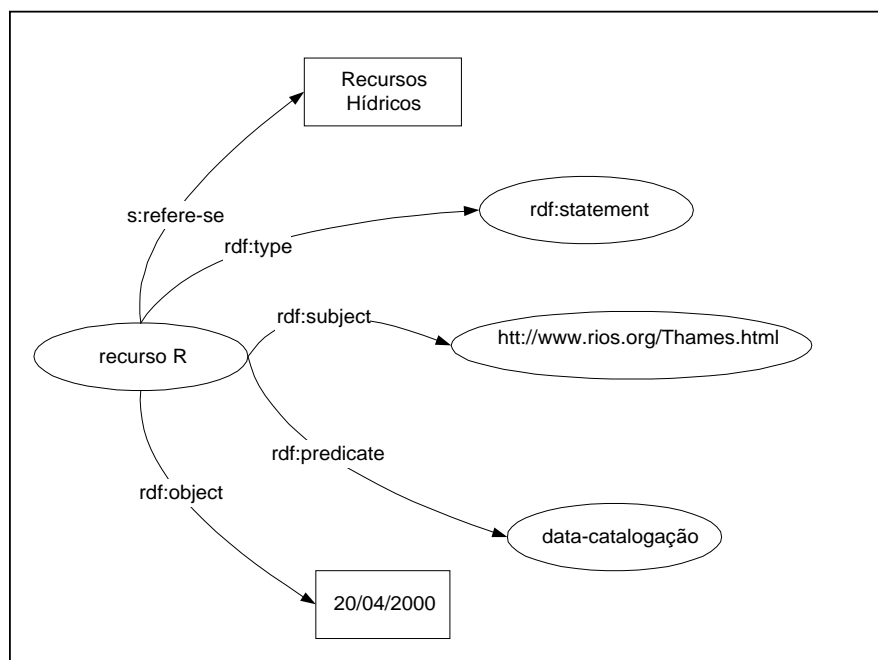 Recursos
Hídricos
s:refere-se
rdf:statement
rdf:type
rdf:subject
htt://www.rios.org/Thames.html
recurso R
rdf:predicate
rdf:object
data-catalogação
20/04/2000